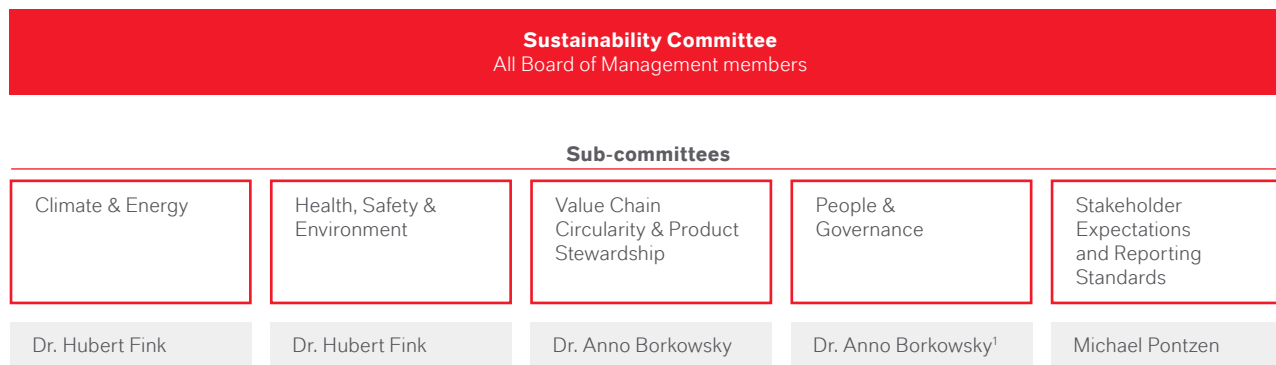 Sustainability Committee
All Board of Management members
Sub-committees
Climate & Energy
Health, Safety &
Environment
Value Chain
Circularity & Product
Stewardship
People &
Governance
Stakeholder
Expectations
and Reporting
Standards
Dr. Hubert Fink
Dr. Hubert Fink
Dr. Anno Borkowsky
Dr. Anno Borkowsky¹
Michael Pontzen